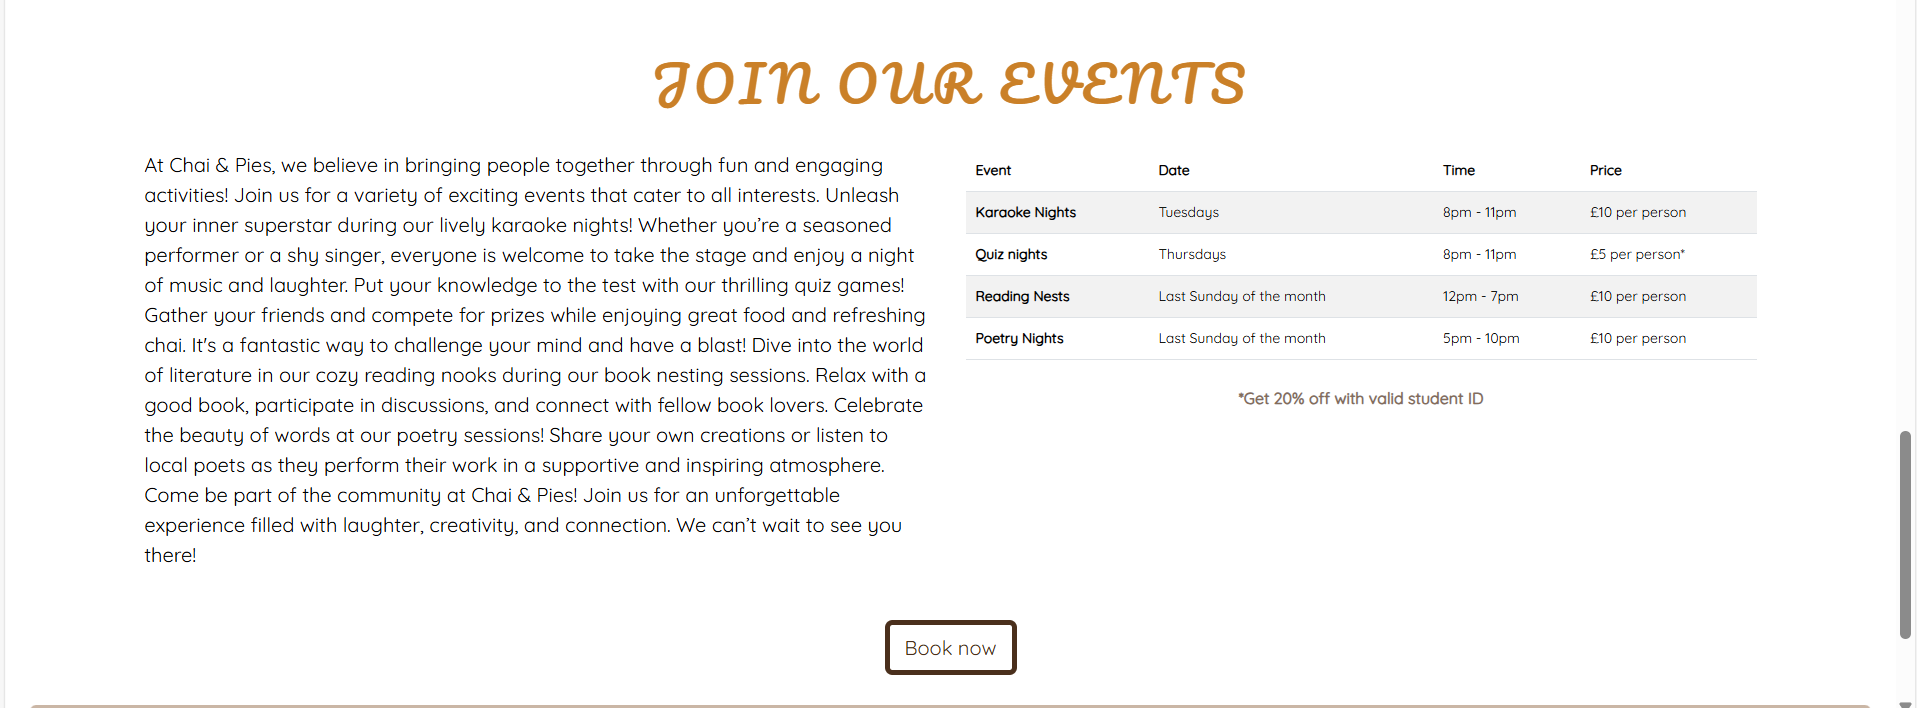 JOIN OUR EVENTS
At Chai & Pies, we believe in bringing people together through fun and engaging
activities! Join us for a variety of exciting events that cater to all interests. Unleash
your inner superstar during our lively karaoke nights! Whether you’re a seasoned
performer or a shy singer, everyone is welcome to take the stage and enjoy a night
of music and laughter. Put your knowledge to the test with our thrilling quiz games!
Gather your friends and compete for prizes while enjoying great food and refreshing
chai. It's a fantastic way to challenge your mind and have a blast! Dive into the world
of literature in our cozy reading nooks during our book nesting sessions. Relax with a
good book, participate in discussions, and connect with fellow book lovers. Celebrate
the beauty of words at our poetry sessions! Share your own creations or listen to
local poets as they perform their work in a supportive and inspiring atmosphere.
Come be part of the community at Chai & Pies! Join us for an unforgettable
experience filled with laughter, creativity, and connection. We can’t wait to see you
there!
Event Date Time Price
Karaoke Nights Tuesdays 8pm - 11pm £10 per person
Quiz nights Thursdays 8pm - 11pm £5 per person*
Reading Nests Last Sunday of the month 12pm - 7pm £10 per person
Poetry Nights Last Sunday of the month 5pm - 10pm £10 per person
*Get 20% off with valid student ID
Book now